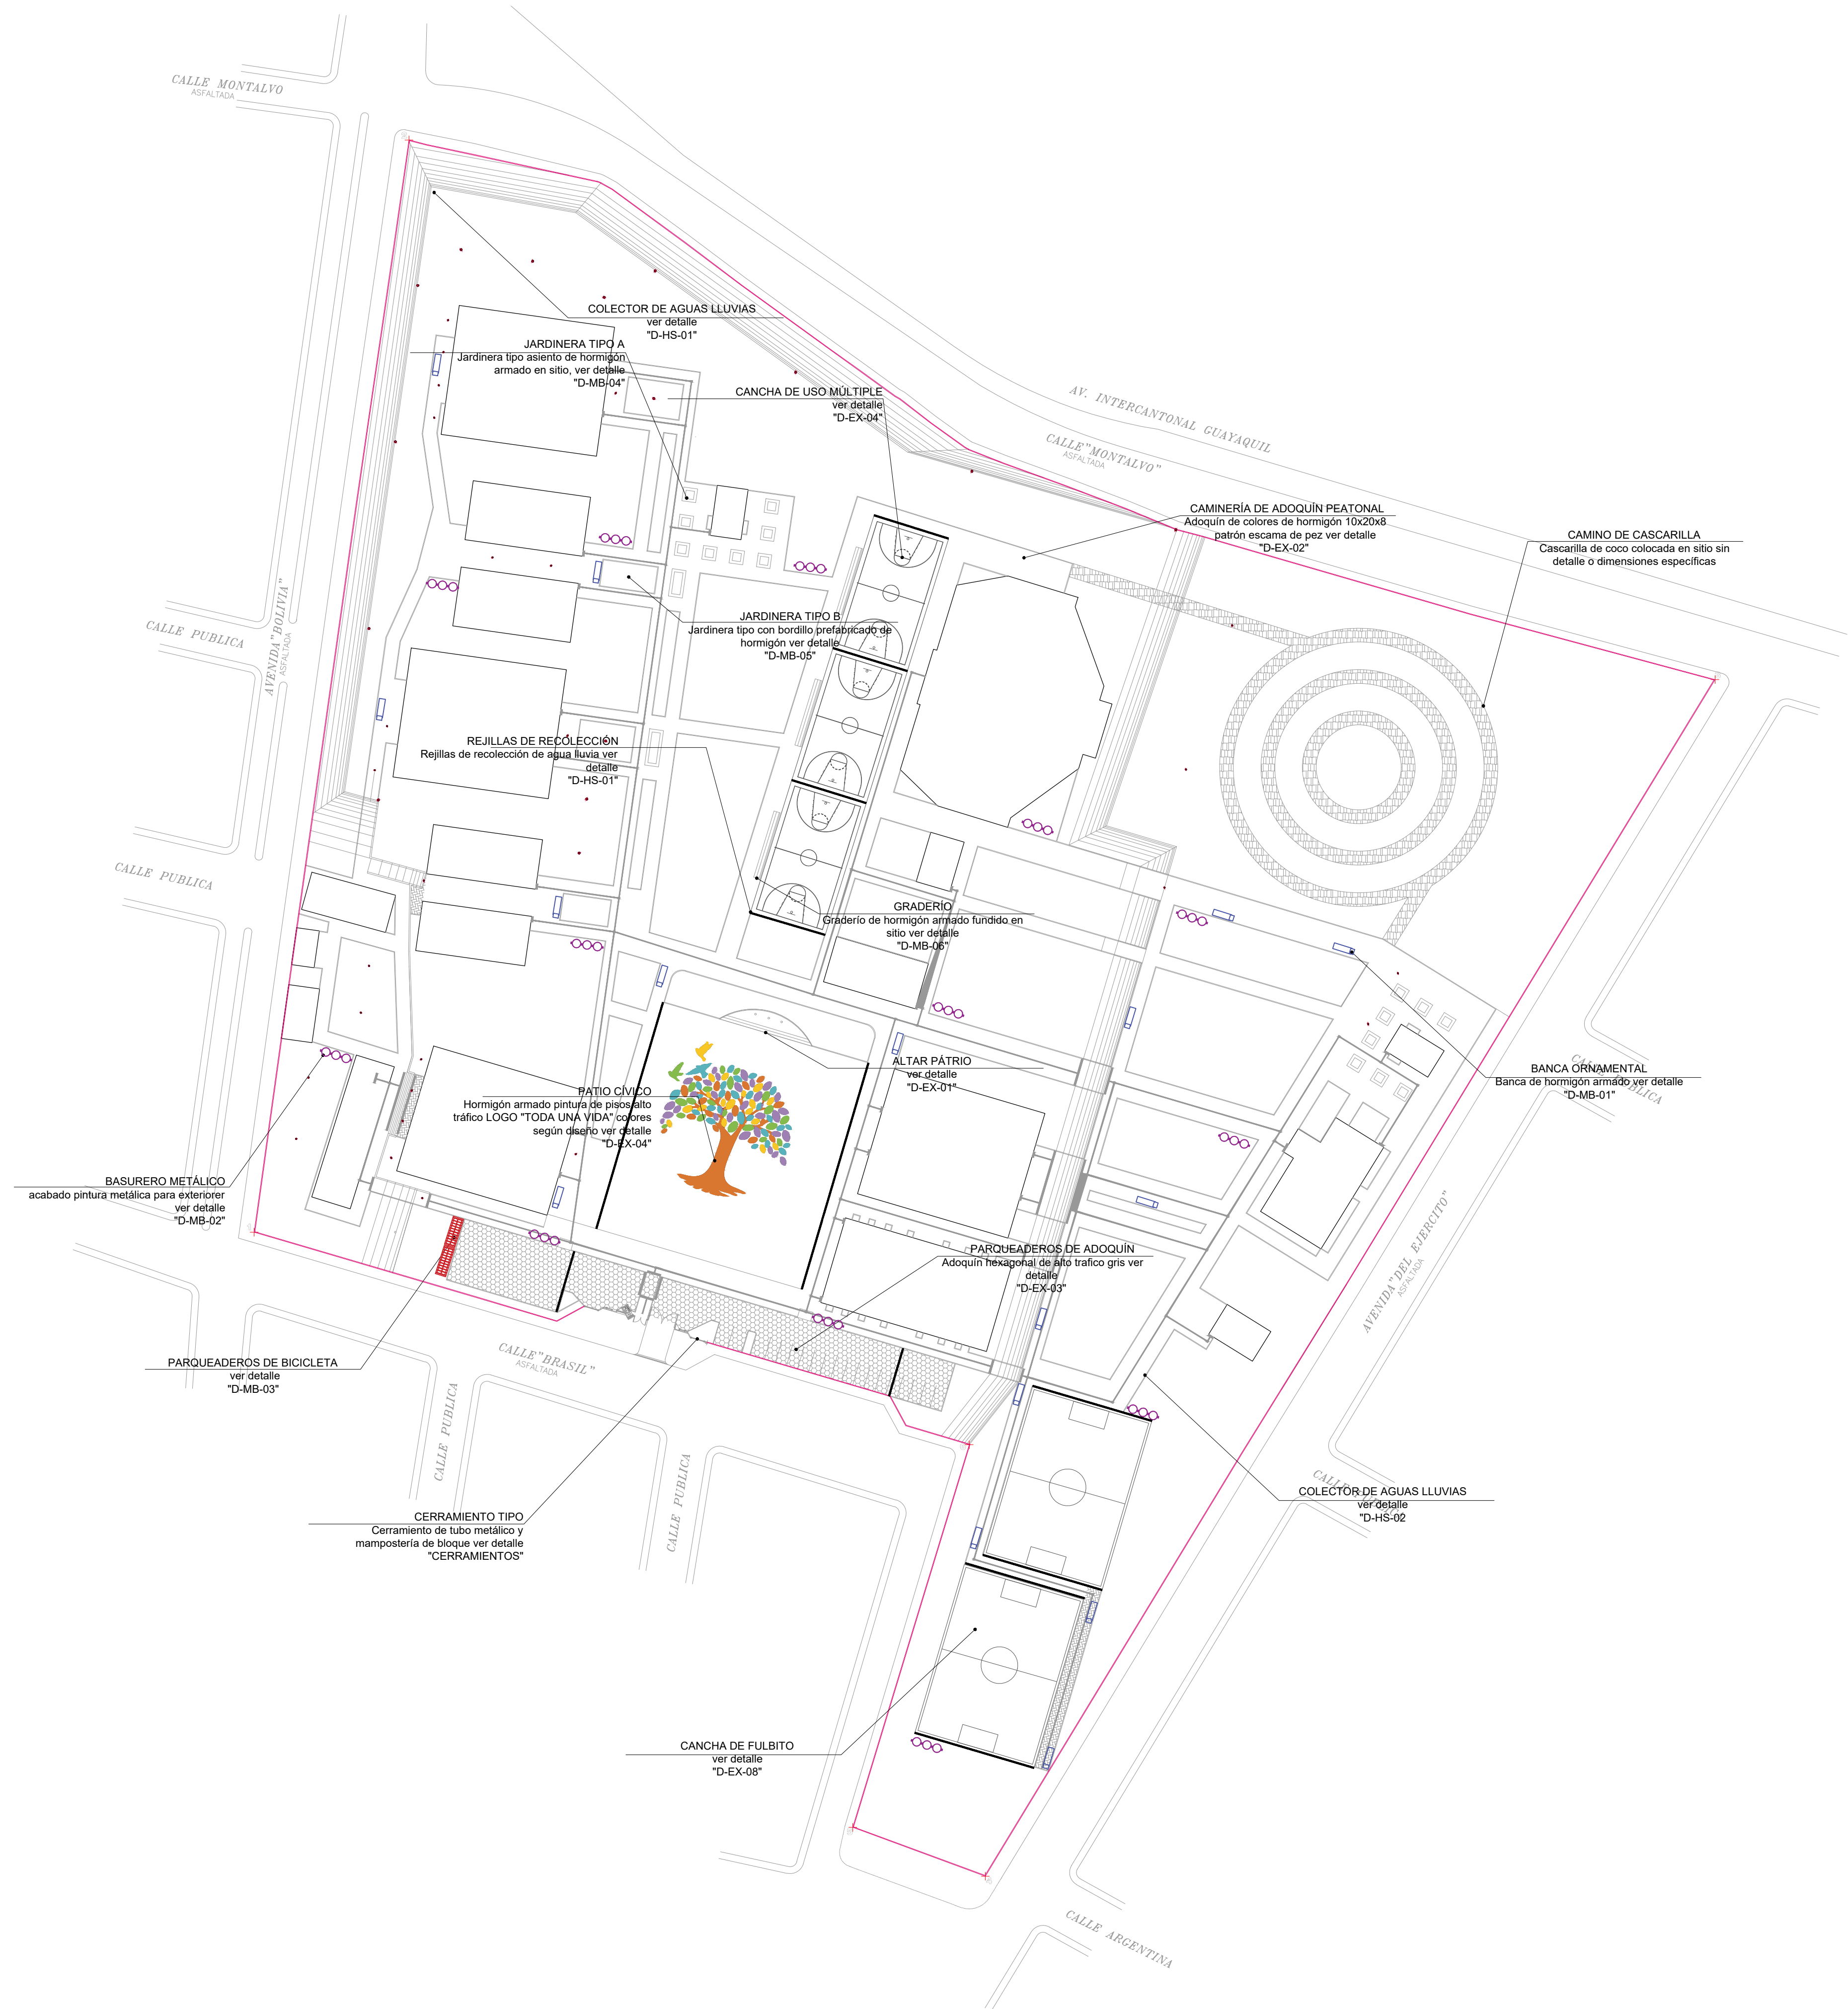 CALLE MONTALVO
ASFALTADA
COLECTOR DE AGUAS LLUVIAS
ver detalle
"D-HS-01"
JARDINERA TIPO A
Jardinera tipo asiento de hormigón
armado en sitio, ver detalle
"D-MB-04"
CANCHA DE USO MÚLTIPLE
ver detalle
"D-EX-04"
AV. INTERCANTONAL GUAYAQUIL
CALLE"MONTALVO"
ASFALTADA
CAMINERÍA DE ADOQUÍN PEATONAL
Adoquín de colores de hormigón 10x20x8
patrón escama de pez ver detalle
"D-EX-02"
CAMINO DE CASCARILLA
Cascarilla de coco colocada en sitio sin
detalle o dimensiones específicas
CALLE PUBLICA
AVENIDA"BOLIVIA"
ASFALTADA
JARDINERA TIPO B
Jardinera tipo con bordillo prefabricado de
hormigón ver detalle
"D-MB-05"
REJILLAS DE RECOLECCIÓN
Rejillas de recolección de agua lluvia ver
detalle
"D-HS-01"
CALLE PUBLICA
GRADERÍO
Graderío de hormigón armado fundido en
sitio ver detalle
"D-MB-06"
ALTAR PÁTRIO
ver detalle
"D-EX-01"
PATIO CÍVICO
Hormigón armado pintura de pisos alto
tráfico LOGO "TODA UNA VIDA" colores
según diseño ver detalle
"D-EX-04"
BANCA ORNAMENTAL
Banca de hormigón armado ver detalle
"D-MB-01"
CALLE PUBLICA
BASURERO METÁLICO
acabado pintura metálica para exteriorer
ver detalle
"D-MB-02"
PARQUEADEROS DE ADOQUÍN
Adoquín hexagonal de alto trafico gris ver
detalle
"D-EX-03"
AVENIDA"DEL EJERCITO"
ASFALTADA
PARQUEADEROS DE BICICLETA
ver detalle
"D-MB-03"
CALLE"BRASIL"
ASFALTADA
CALLE PUBLICA
CALLE PUBLICA
CERRAMIENTO TIPO
Cerramiento de tubo metálico y
mampostería de bloque ver detalle
"CERRAMIENTOS"
COLECTOR DE AGUAS LLUVIAS
ver detalle
"D-HS-02
CALLE
CANCHA DE FULBITO
ver detalle
"D-EX-08"
CALLE ARGENTINA